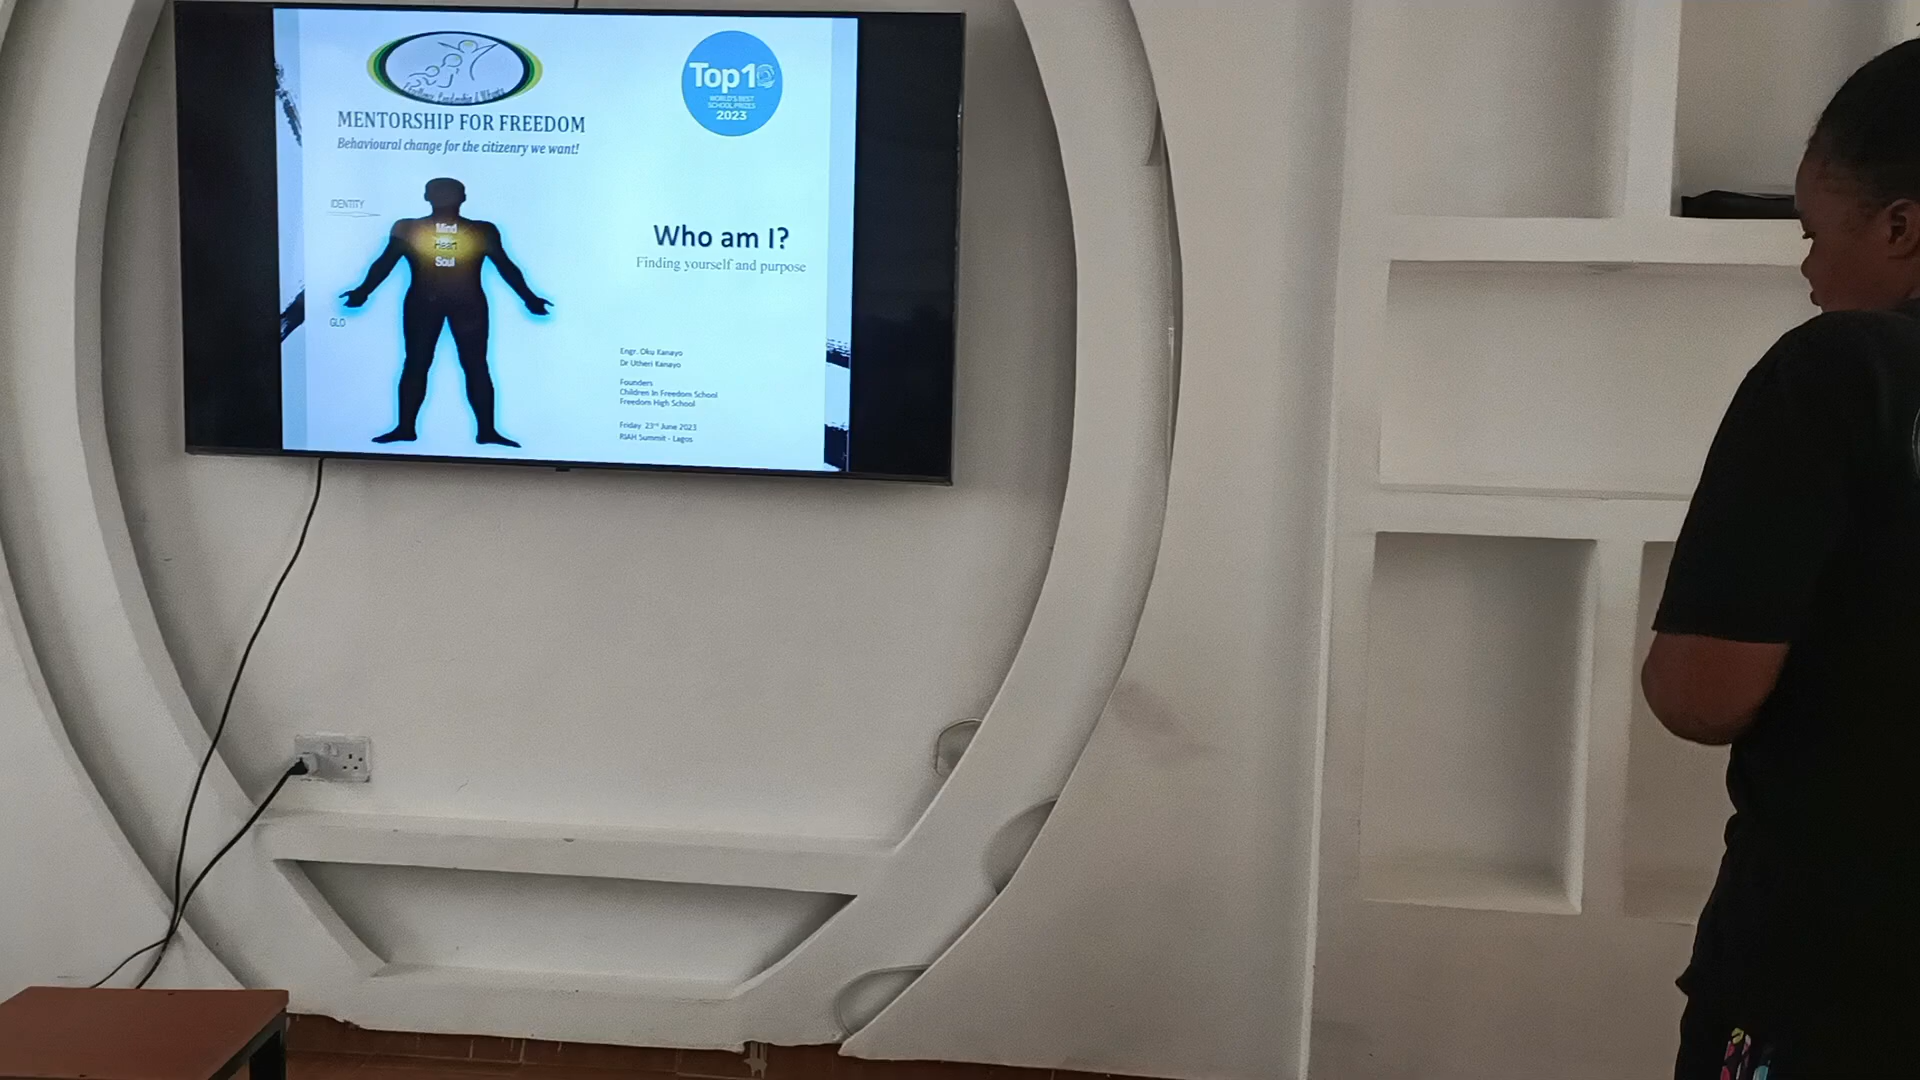 Excellence, Leadership &
MENTORSHIP FOR FREEDOM
Behavioural change for the citizenry we want!
Top10
WORLD'S BEST
SCHOOL PRIZES
2023
IDENTITY
Mind
Heart
Soul
GLO
Who am I?
Finding yourself and purpose
Engr. Oku Kanayo
Dr Utheri Kanayo
Founders
Children In Freedom School
Freedom High School
Friday 23rd June 2023
RIAH Summit - Lagos